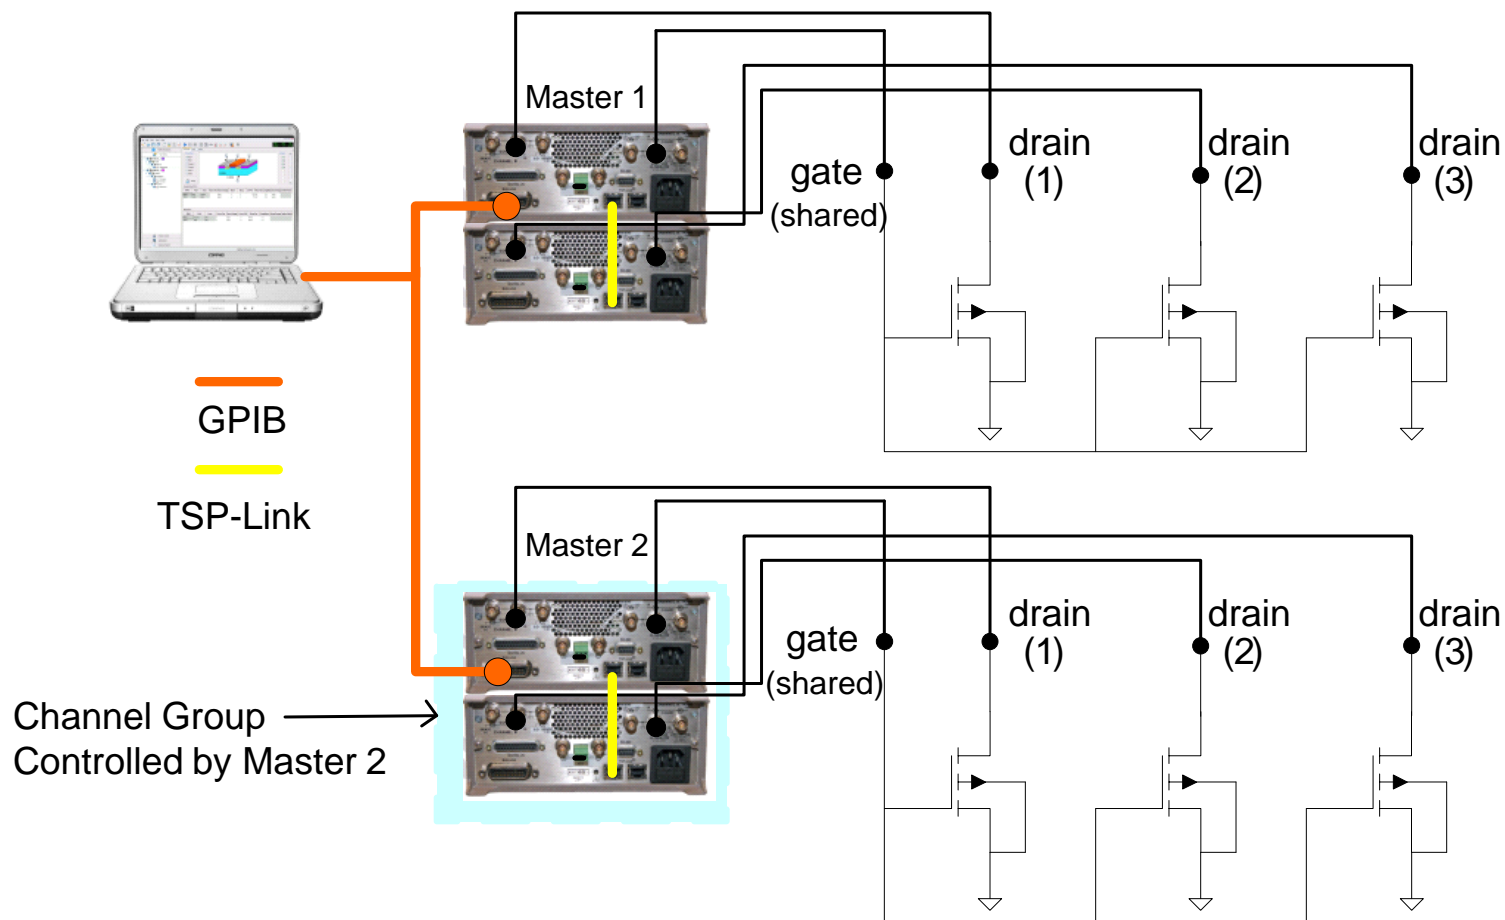 Master 1
drain
(1)
drain
(2)
drain
(3)
gate
(shared)
GPIB
TSP-Link
Master 2
drain
(1)
drain
(2)
drain
(3)
gate
(shared)
Channel Group
Controlled by Master 2